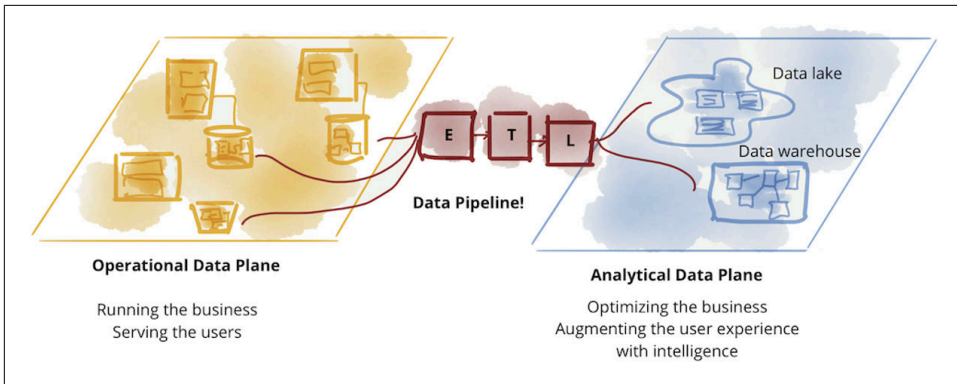 Data lake
E
T
L
Data warehouse
Data Pipeline!
Operational Data Plane
Running the business
Serving the users
Analytical Data Plane
Optimizing the business
Augmenting the user experience
with intelligence